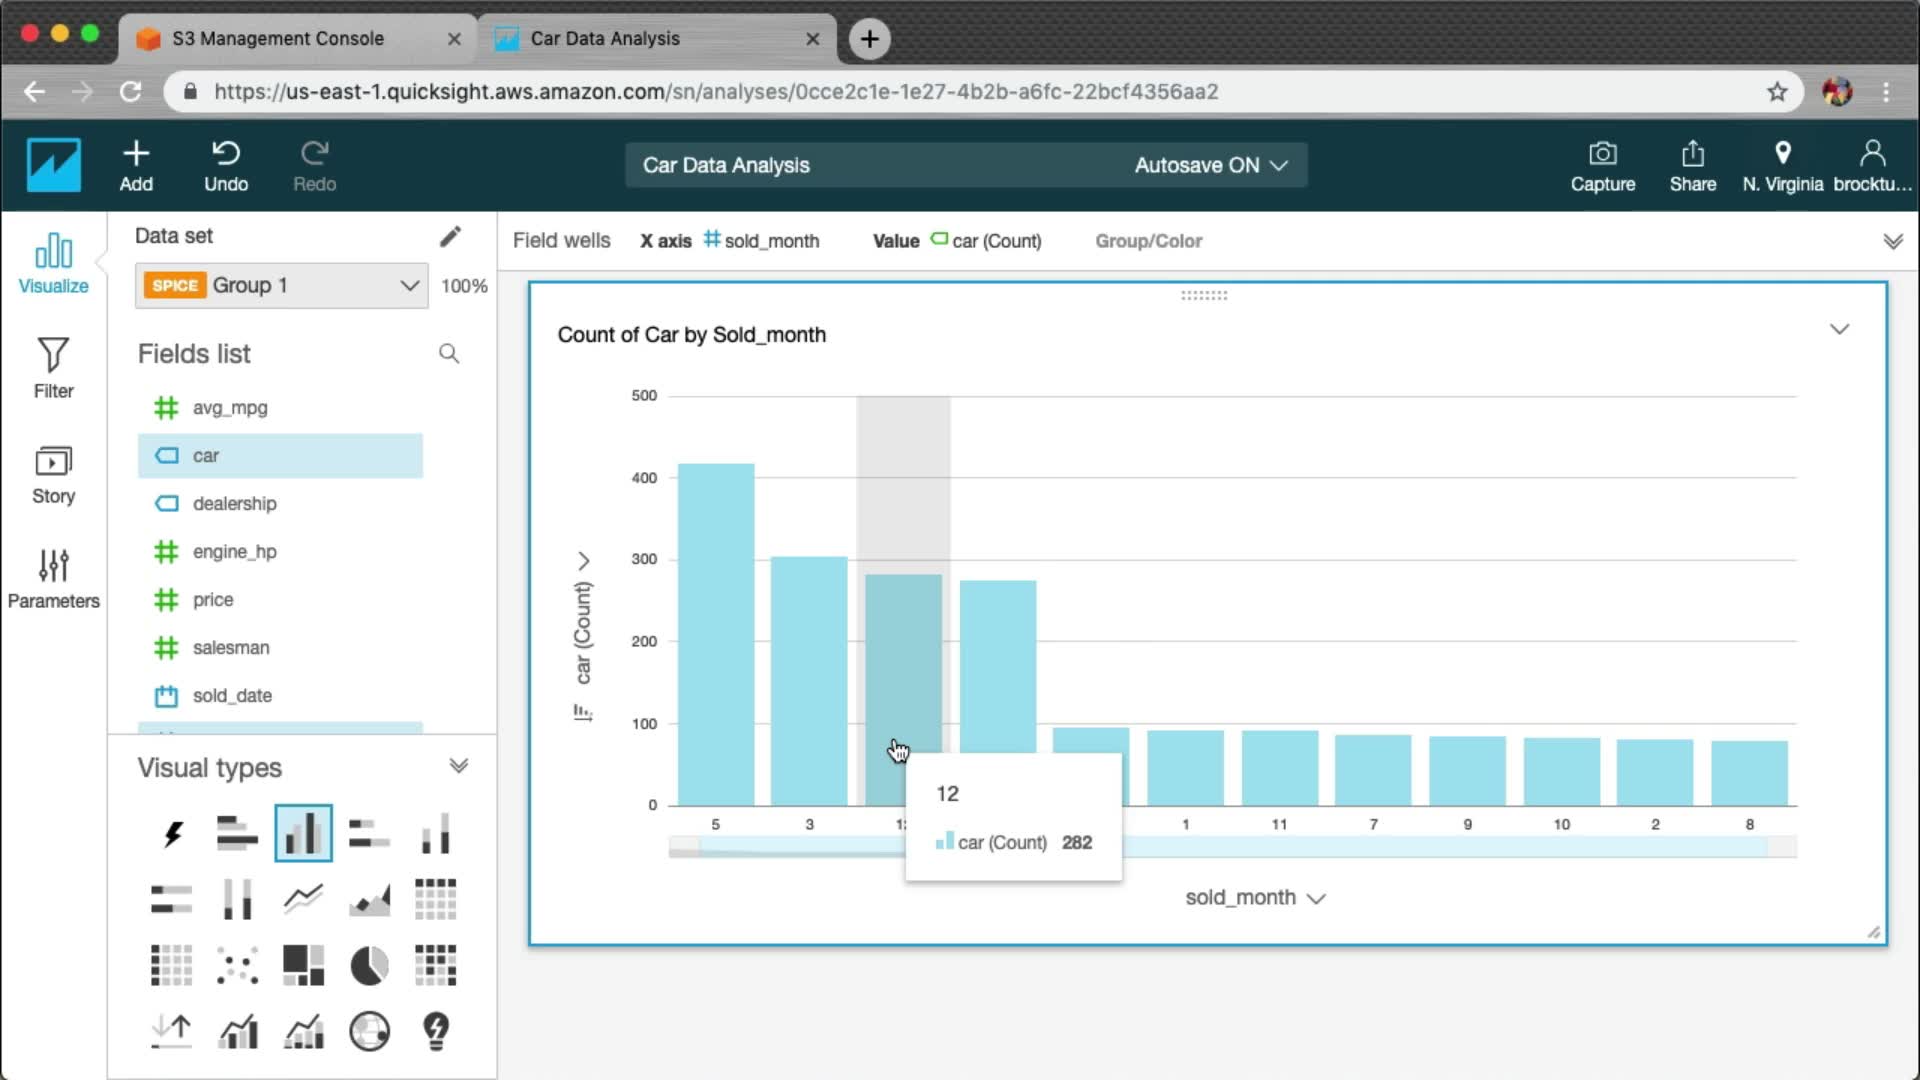 S3 Management Console
Car Data Analysis
https://us-east-1.quicksight.aws.amazon.com/sn/analyses/0cce2c1e-1e27-4b2b-a6fc-22bcf4356aa2
Add
Undo
Redo
Car Data Analysis
Autosave ON
Capture
Share
N. Virginia
brocktu...
Visualize
Filter
Story
Parameters
Data set
SPICE Group 1
100%
Fields list
avg_mpg
car
dealership
engine_hp
price
salesman
sold_date
Visual types
Field wells
X axis sold_month
Value car (Count)
Group/Color
Count of Car by Sold_month
car (Count)
500
400
300
200
100
0
5 3 1 11 7 9 10 2 8
12
car (Count) 282
sold_month